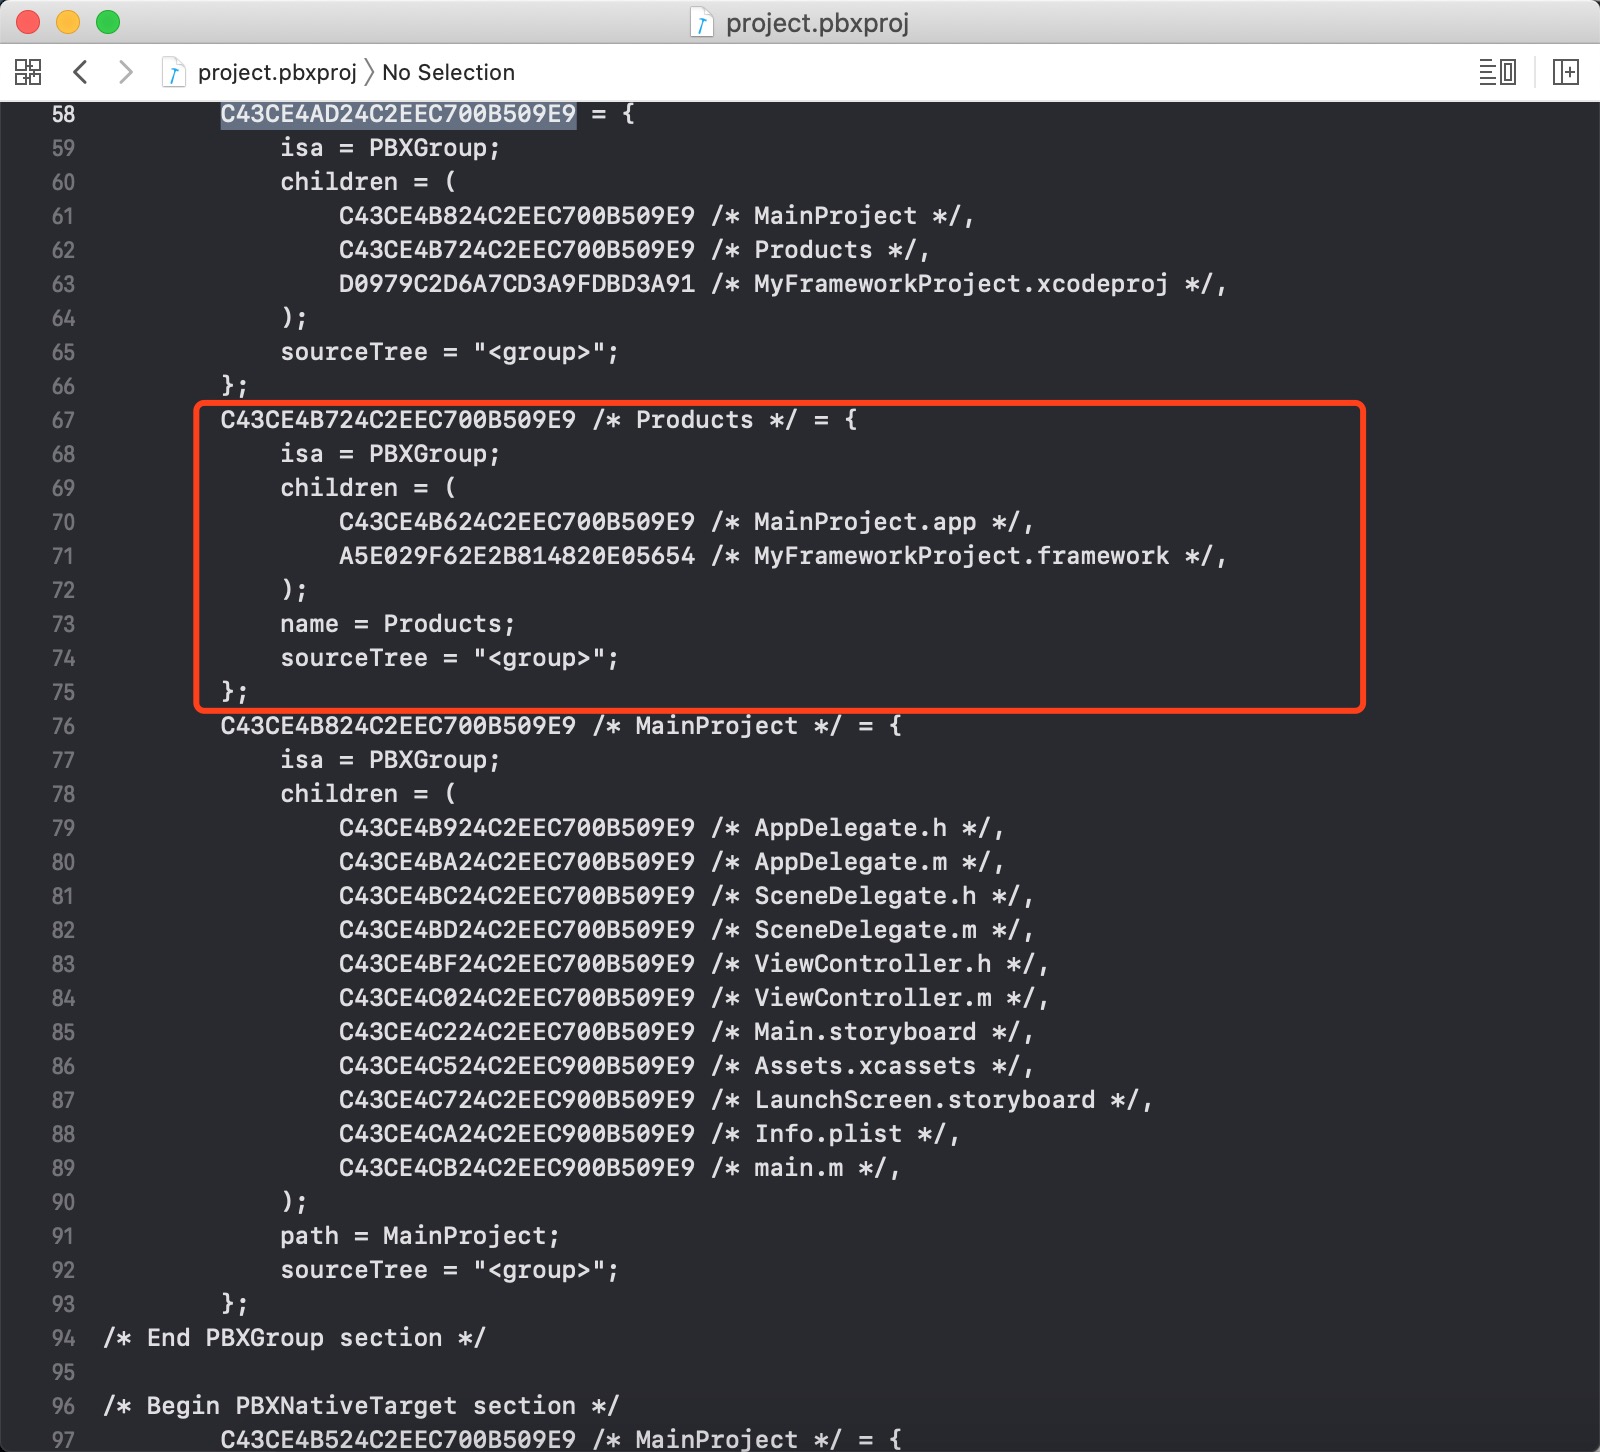 project.pbxproj
project.pbxproj 〉 No Selection
58 C43CE4AD24C2EEC700B509E9 = {
59 isa = PBXGroup;
60 children = (
61 C43CE4B824C2EEC700B509E9 /* MainProject */,
62 C43CE4B724C2EEC700B509E9 /* Products */,
63 D0979C2D6A7CD3A9FDBD3A91 /* MyFrameworkProject.xcodeproj */,
64 );
65 sourceTree = "<group>";
66 };
67 C43CE4B724C2EEC700B509E9 /* Products */ = {
68 isa = PBXGroup;
69 children = (
70 C43CE4B624C2EEC700B509E9 /* MainProject.app */,
71 A5E029F62E2B814820E05654 /* MyFrameworkProject.framework */,
72 );
73 name = Products;
74 sourceTree = "<group>";
75 };
76 C43CE4B824C2EEC700B509E9 /* MainProject */ = {
77 isa = PBXGroup;
78 children = (
79 C43CE4B924C2EEC700B509E9 /* AppDelegate.h */,
80 C43CE4BA24C2EEC700B509E9 /* AppDelegate.m */,
81 C43CE4BC24C2EEC700B509E9 /* SceneDelegate.h */,
82 C43CE4BD24C2EEC700B509E9 /* SceneDelegate.m */,
83 C43CE4BF24C2EEC700B509E9 /* ViewController.h */,
84 C43CE4C024C2EEC700B509E9 /* ViewController.m */,
85 C43CE4C224C2EEC700B509E9 /* Main.storyboard */,
86 C43CE4C524C2EEC900B509E9 /* Assets.xcassets */,
87 C43CE4C724C2EEC900B509E9 /* LaunchScreen.storyboard */,
88 C43CE4CA24C2EEC900B509E9 /* Info.plist */,
89 C43CE4CB24C2EEC900B509E9 /* main.m */,
90 );
91 path = MainProject;
92 sourceTree = "<group>";
93 };
94 /* End PBXGroup section */
95
96 /* Begin PBXNativeTarget section */
97 C43CE4B524C2EEC700B509E9 /* MainProject */ = {